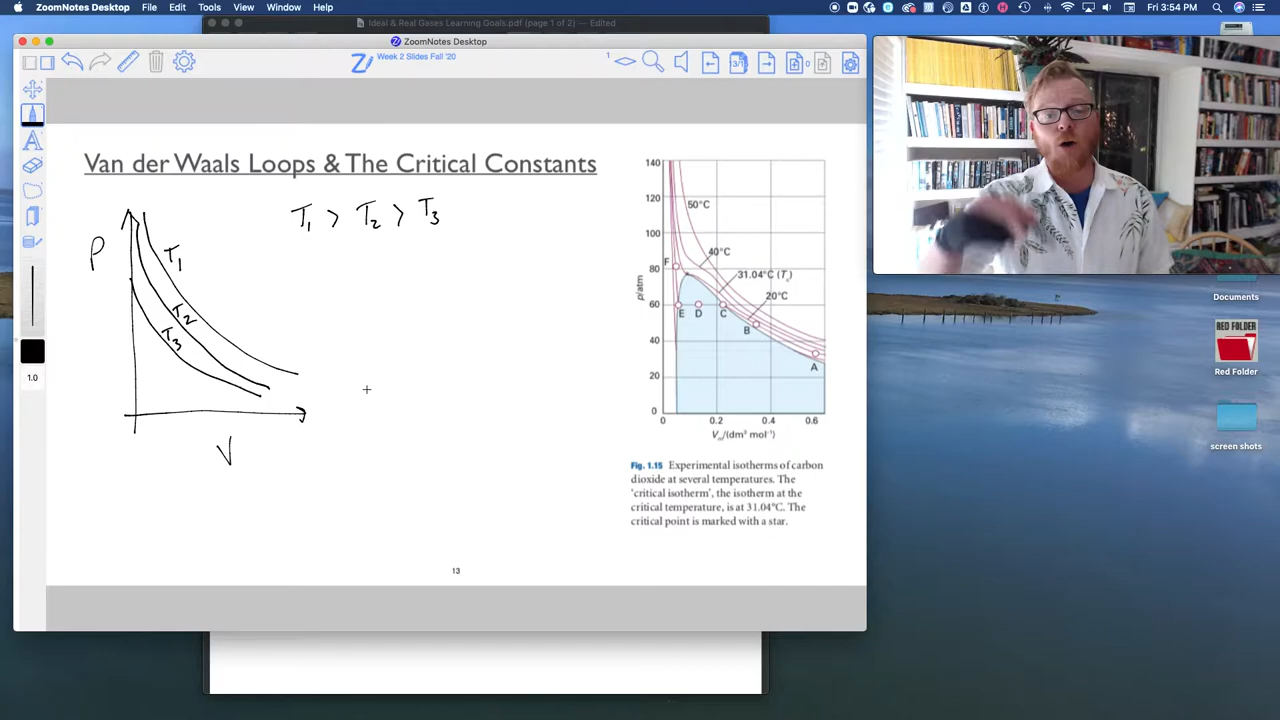 ZoomNotes Desktop File Edit Tools View Window Help
Fri 3:54 PM
Ideal & Real Gases Learning Goals.pdf (page 1 of 2) — Edited
ZoomNotes Desktop
Week 2 Slides Fall '20
1
13/1
0
1.0
Van der Waals Loops & The Critical Constants
T1 > T2 > T3
P
T1
T2
T3
V
140
120
100
80
60
40
20
0
p/atm
50°C
40°C
31.04°C (Tc)
20°C
F
E D C
B
A
0 0.2 0.4 0.6
Vm/(dm³ mol⁻¹)
Fig. 1.15 Experimental isotherms of carbon
dioxide at several temperatures. The
'critical isotherm', the isotherm at the
critical temperature, is at 31.04°C. The
critical point is marked with a star.
13
Documents
RED FOLDER
Red Folder
screen shots